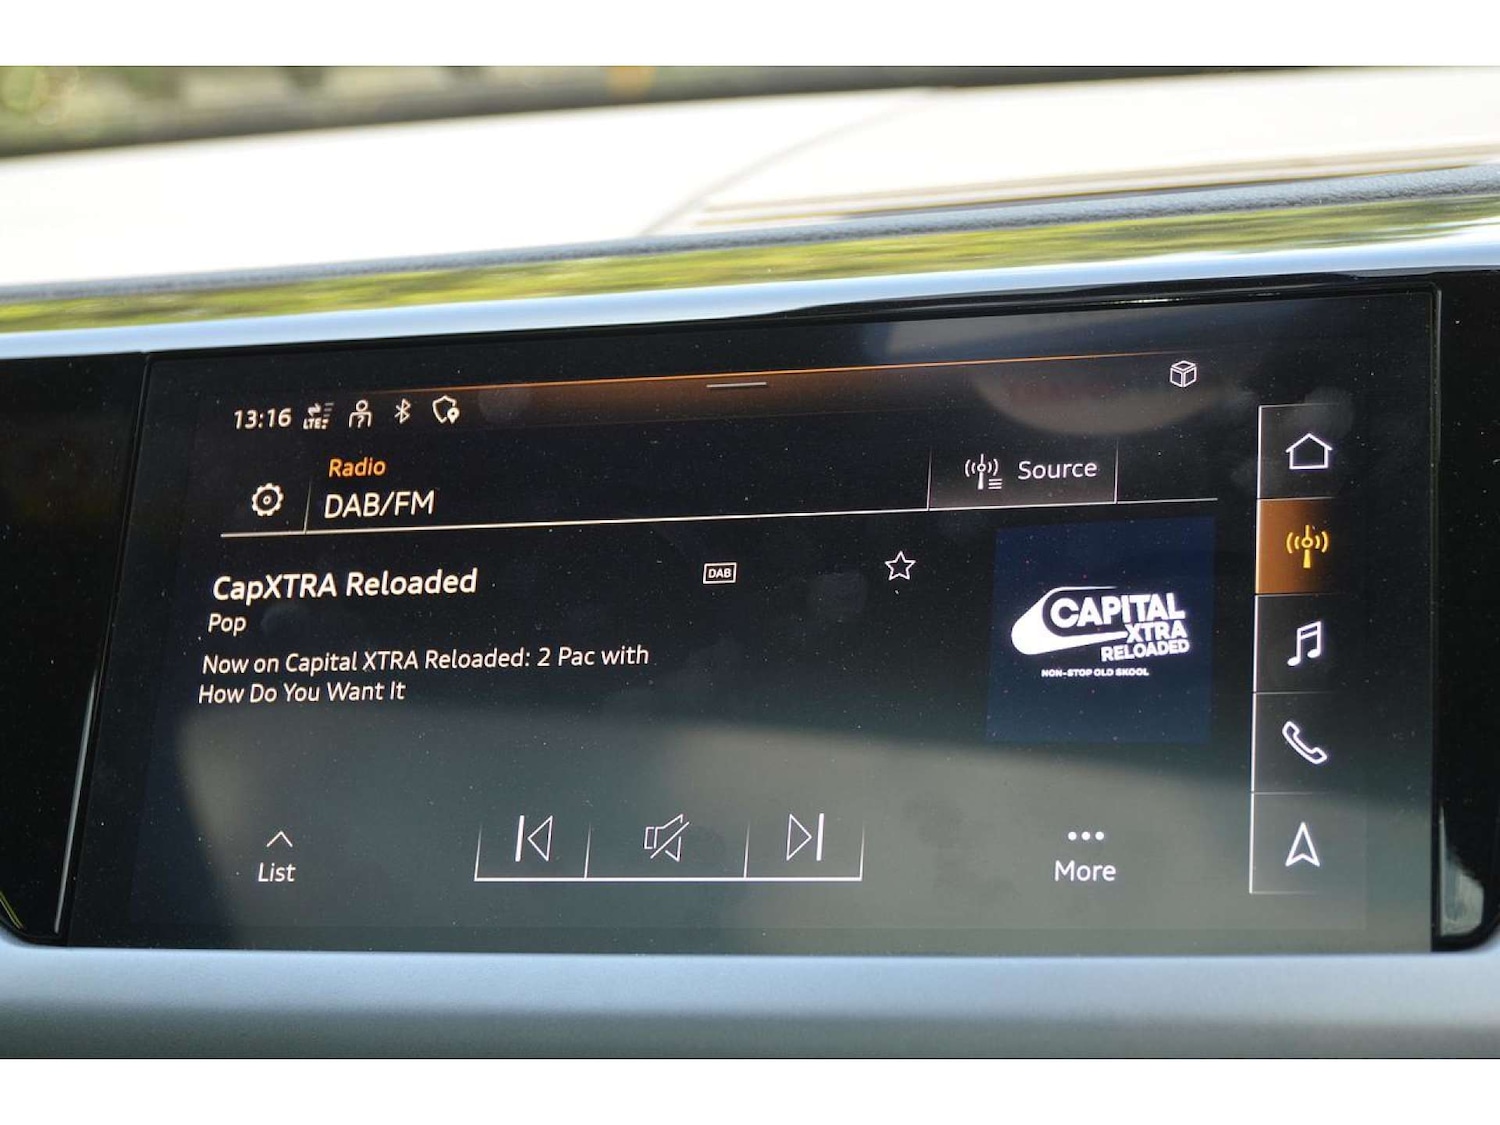 13:16 LTE
Radio
DAB/FM
Source
CapXTRA Reloaded
DAB
Pop
Now on Capital XTRA Reloaded: 2 Pac with
How Do You Want It
CAPITAL
XTRA
RELOADED
NON-STOP OLD SKOOL
List
More